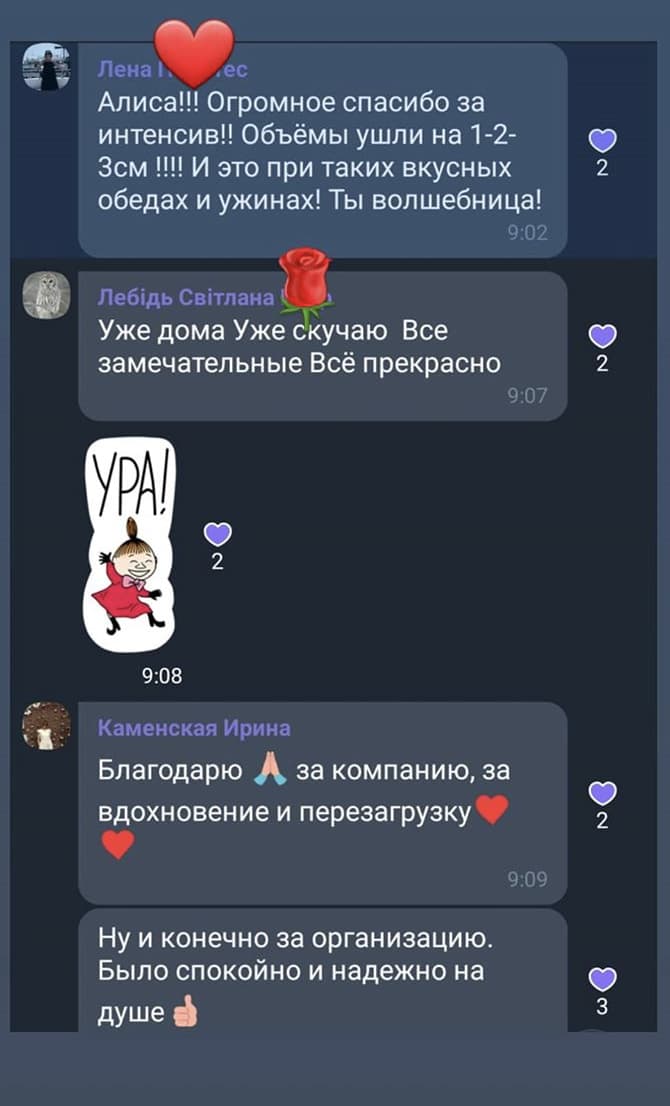 Лена
Алиса!!! Огромное спасибо за
интенсив!! Объёмы ушли на 1-2-
3см !!!! И это при таких вкусных
обедах и ужинах! Ты волшебница!
9:02
2
Лебідь Світлана
Уже дома Уже скучаю Все
замечательные Всё прекрасно
9:07
2
УРА!
2
9:08
Каменская Ирина
Благодарю 🙏 за компанию, за
вдохновение и перезагрузку❤️
❤️
9:09
2
Ну и конечно за организацию.
Было спокойно и надежно на
душе👍
3